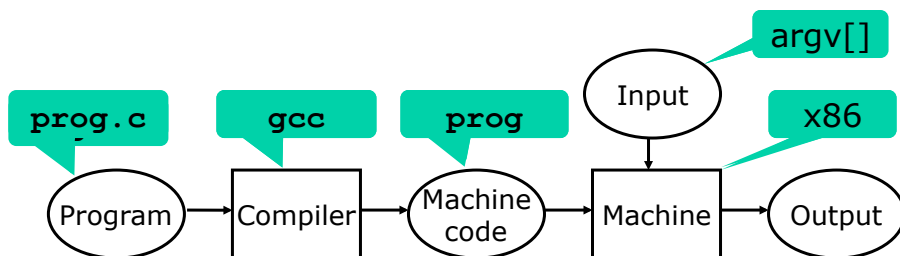 argv[]
Input
prog.c
gcc
prog
x86
Program
Compiler
Machine
code
Machine
Output